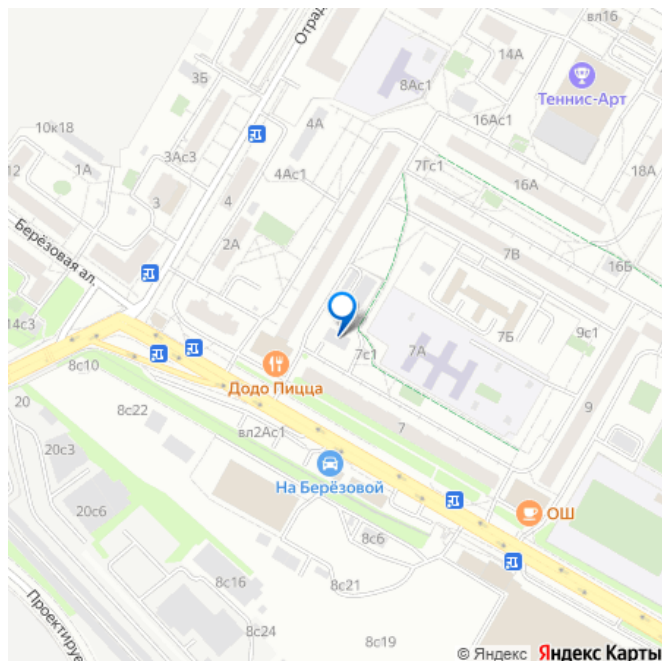 вл16
Отрад
14А
3Б
8Ас1
Теннис-Арт
10к18
4А
16Ас1
3Ас3
12
1А
7Гс1
18А
4Ас1
16А
3
4
Берёзовая ал.
2А
7В
16Б
14с3
7Б
9с1
7с1
7А
8с10
Додо Пицца
20
8с22
9
7
вл2Ас1
20с3
На Берёзовой
20с6
ОШ
8с6
8с16
8с21
Проектируе
8с24
8с19
© Яндекс Яндекс Карты